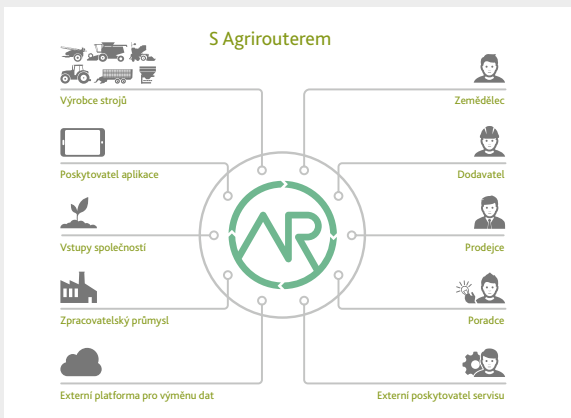 S Agrirouterem
Výrobce strojů
Zemědělec
Poskytovatel aplikace
Dodavatel
AR
Vstupy společností
Prodejce
Zpracovatelský průmysl
Poradce
Externí platforma pro výměnu dat
Externí poskytovatel servisu